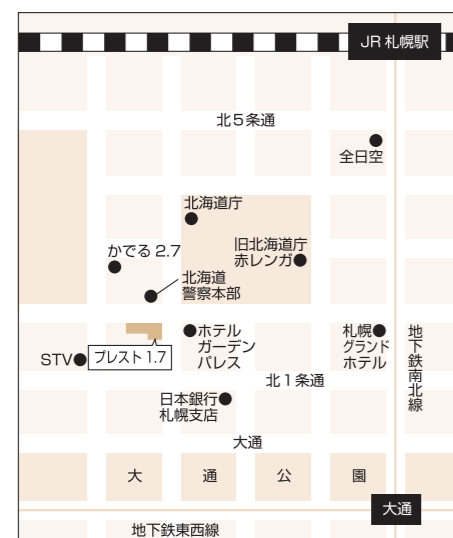 JR 札幌駅
北5条通
全日空
北海道庁
旧北海道庁
赤レンガ
かでる 2.7
北海道
警察本部
ホテル
ガーデン
パレス
札幌
グランド
ホテル
地下鉄南北線
STV
プレスト 1.7
北1条通
日本銀行
札幌支店
大通
大通公園
大通
地下鉄東西線